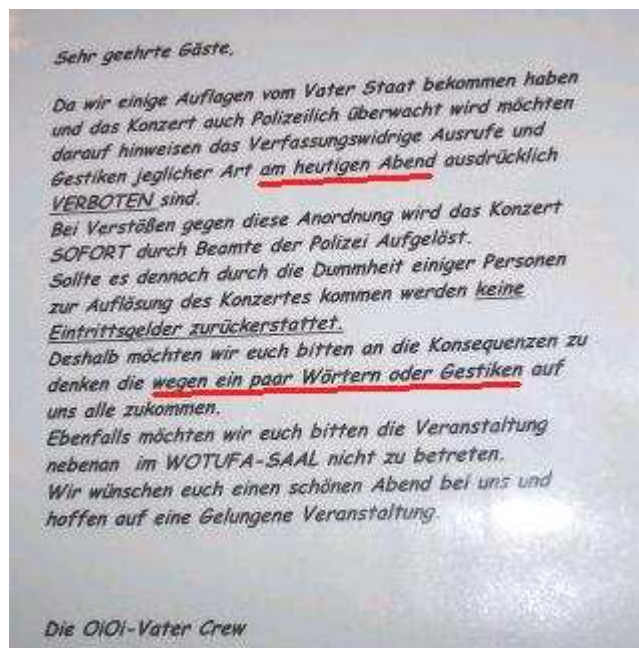 Sehr geehrte Gäste,
Da wir einige Auflagen vom Vater Staat bekommen haben
und das Konzert auch Polizeilich überwacht wird möchten
darauf hinweisen das Verfassungswidrige Ausrufe und
Gestiken jeglicher Art am heutigen Abend ausdrücklich
VERBOTEN sind.
Bei Verstößen gegen diese Anordnung wird das Konzert
SOFORT durch Beamte der Polizei Aufgelöst.
Sollte es dennoch durch die Dummheit einiger Personen
zur Auflösung des Konzertes kommen werden keine
Eintrittsgelder zurückerstattet.
Deshalb möchten wir euch bitten an die Konsequenzen zu
denken die wegen ein paar Wörtern oder Gestiken auf
uns alle zukommen.
Ebenfalls möchten wir euch bitten die Veranstaltung
nebenan im WOTUFA-SAAL nicht zu betreten.
Wir wünschen euch einen schönen Abend bei uns und
hoffen auf eine Gelungene Veranstaltung.
Die OiOi-Vater Crew